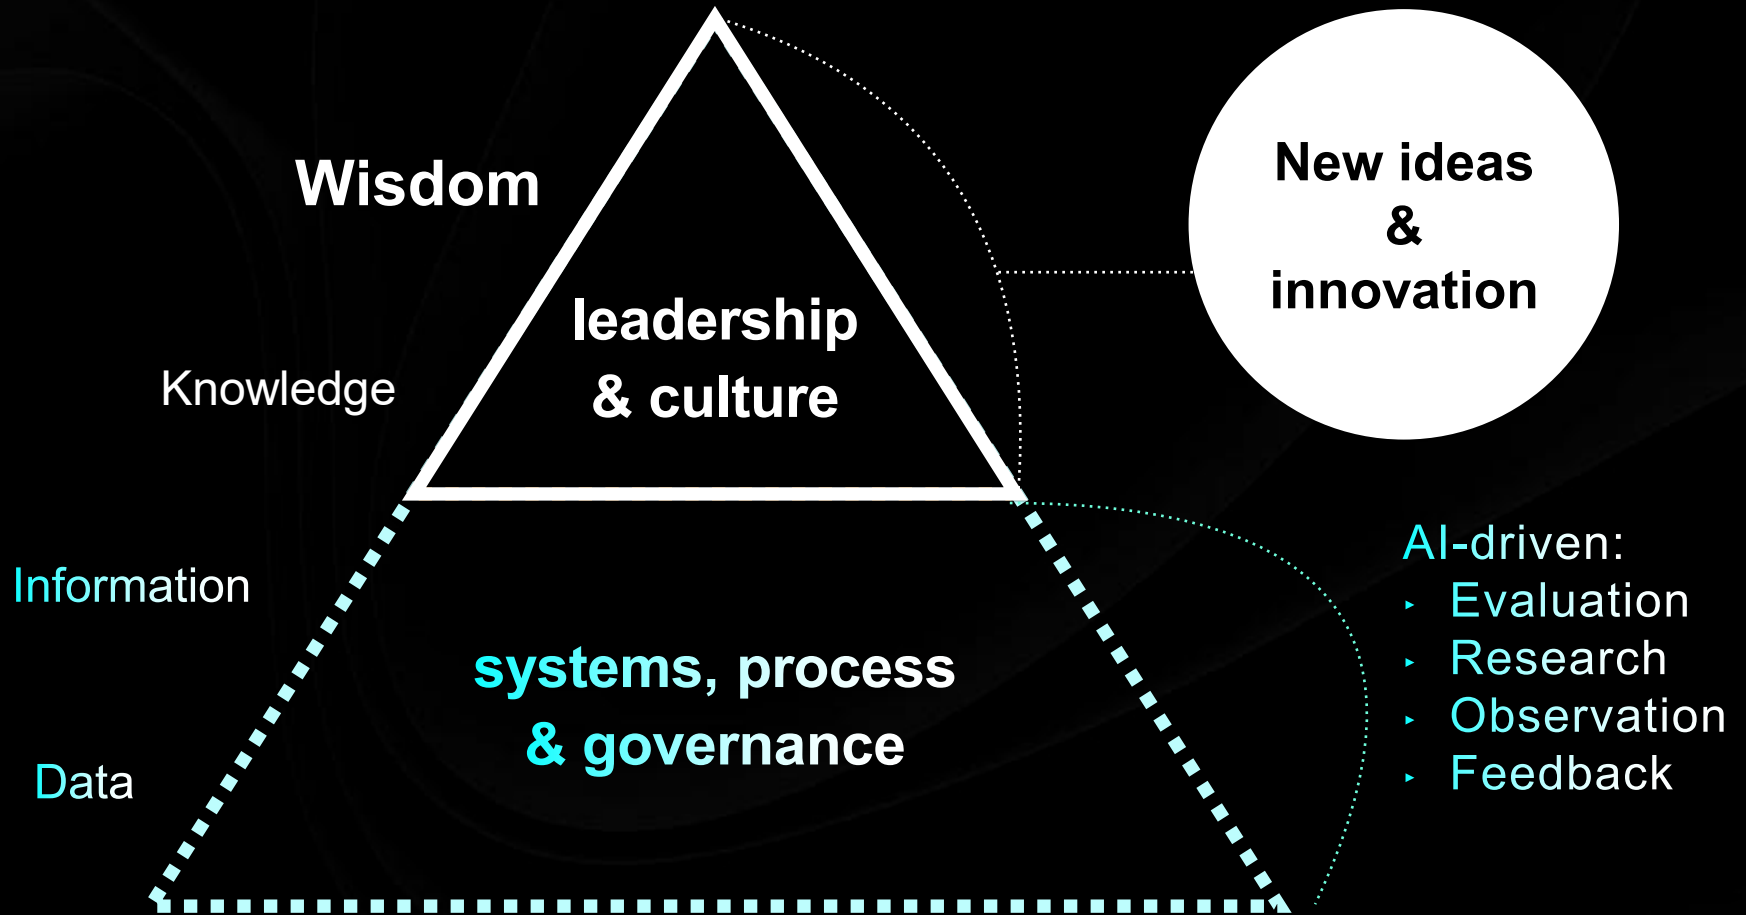 Wisdom
leadership
& culture
New ideas
&
innovation
Knowledge
Information
Data
systems, process
& governance
AI-driven:
‣ Evaluation
‣ Research
‣ Observation
‣ Feedback